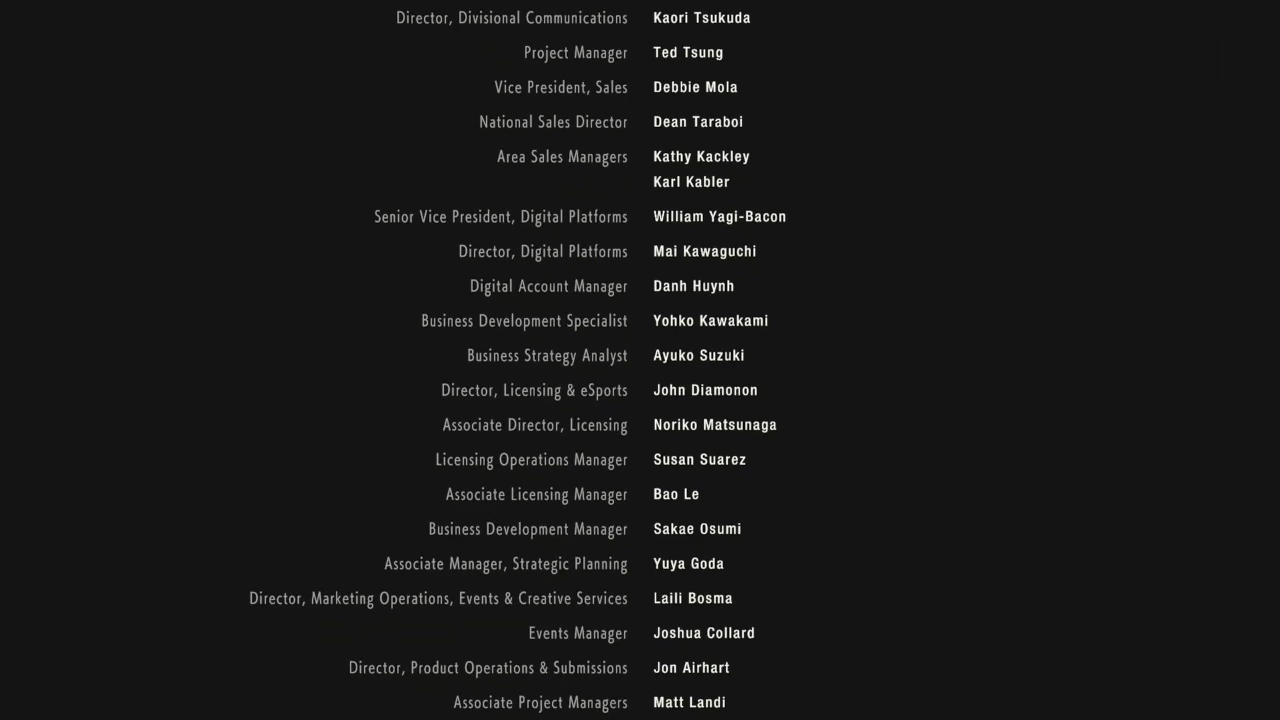 Director, Divisional Communications Kaori Tsukuda
Project Manager Ted Tsung
Vice President, Sales Debbie Mola
National Sales Director Dean Taraboi
Area Sales Managers Kathy Kackley
Karl Kabler
Senior Vice President, Digital Platforms William Yagi-Bacon
Director, Digital Platforms Mai Kawaguchi
Digital Account Manager Danh Huynh
Business Development Specialist Yohko Kawakami
Business Strategy Analyst Ayuko Suzuki
Director, Licensing & eSports John Diamonon
Associate Director, Licensing Noriko Matsunaga
Licensing Operations Manager Susan Suarez
Associate Licensing Manager Bao Le
Business Development Manager Sakae Osumi
Associate Manager, Strategic Planning Yuya Goda
Director, Marketing Operations, Events & Creative Services Laili Bosma
Events Manager Joshua Collard
Director, Product Operations & Submissions Jon Airhart
Associate Project Managers Matt Landi